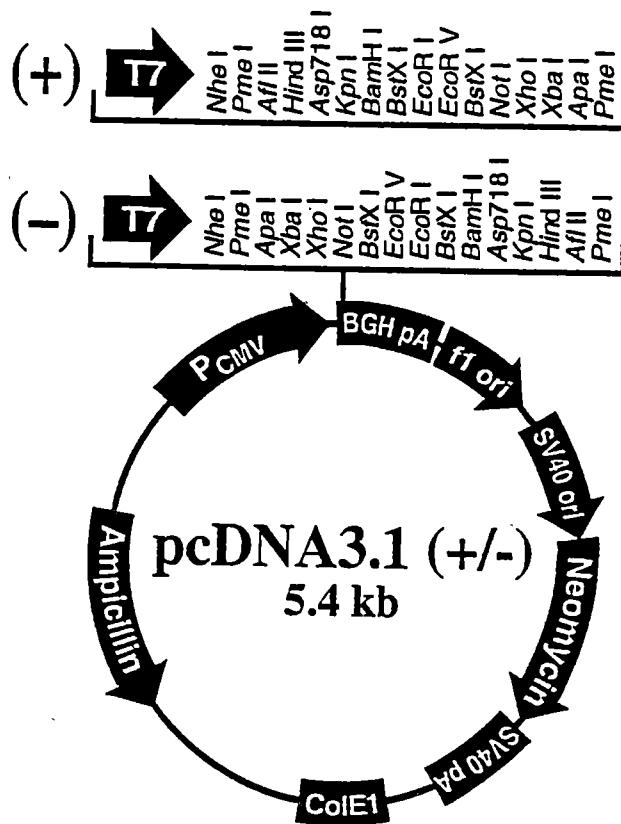 (+) T7 Nhe I Pme I Afl II Hind III Asp718 I Kpn I BamH I BstX I EcoR I EcoR V BstX I Not I Xho I Xba I Apa I Pme I
(−) T7 Nhe I Pme I Apa I Xba I Xho I Not I BstX I EcoR V EcoR I BstX I BamH I Asp718 I Kpn I Hind III Afl II Pme I
PCMV
BGH pA
f1 ori
SV40 ori
Neomycin
SV40 pA
ColE1
Ampicillin
pcDNA3.1 (+/-)
5.4 kb